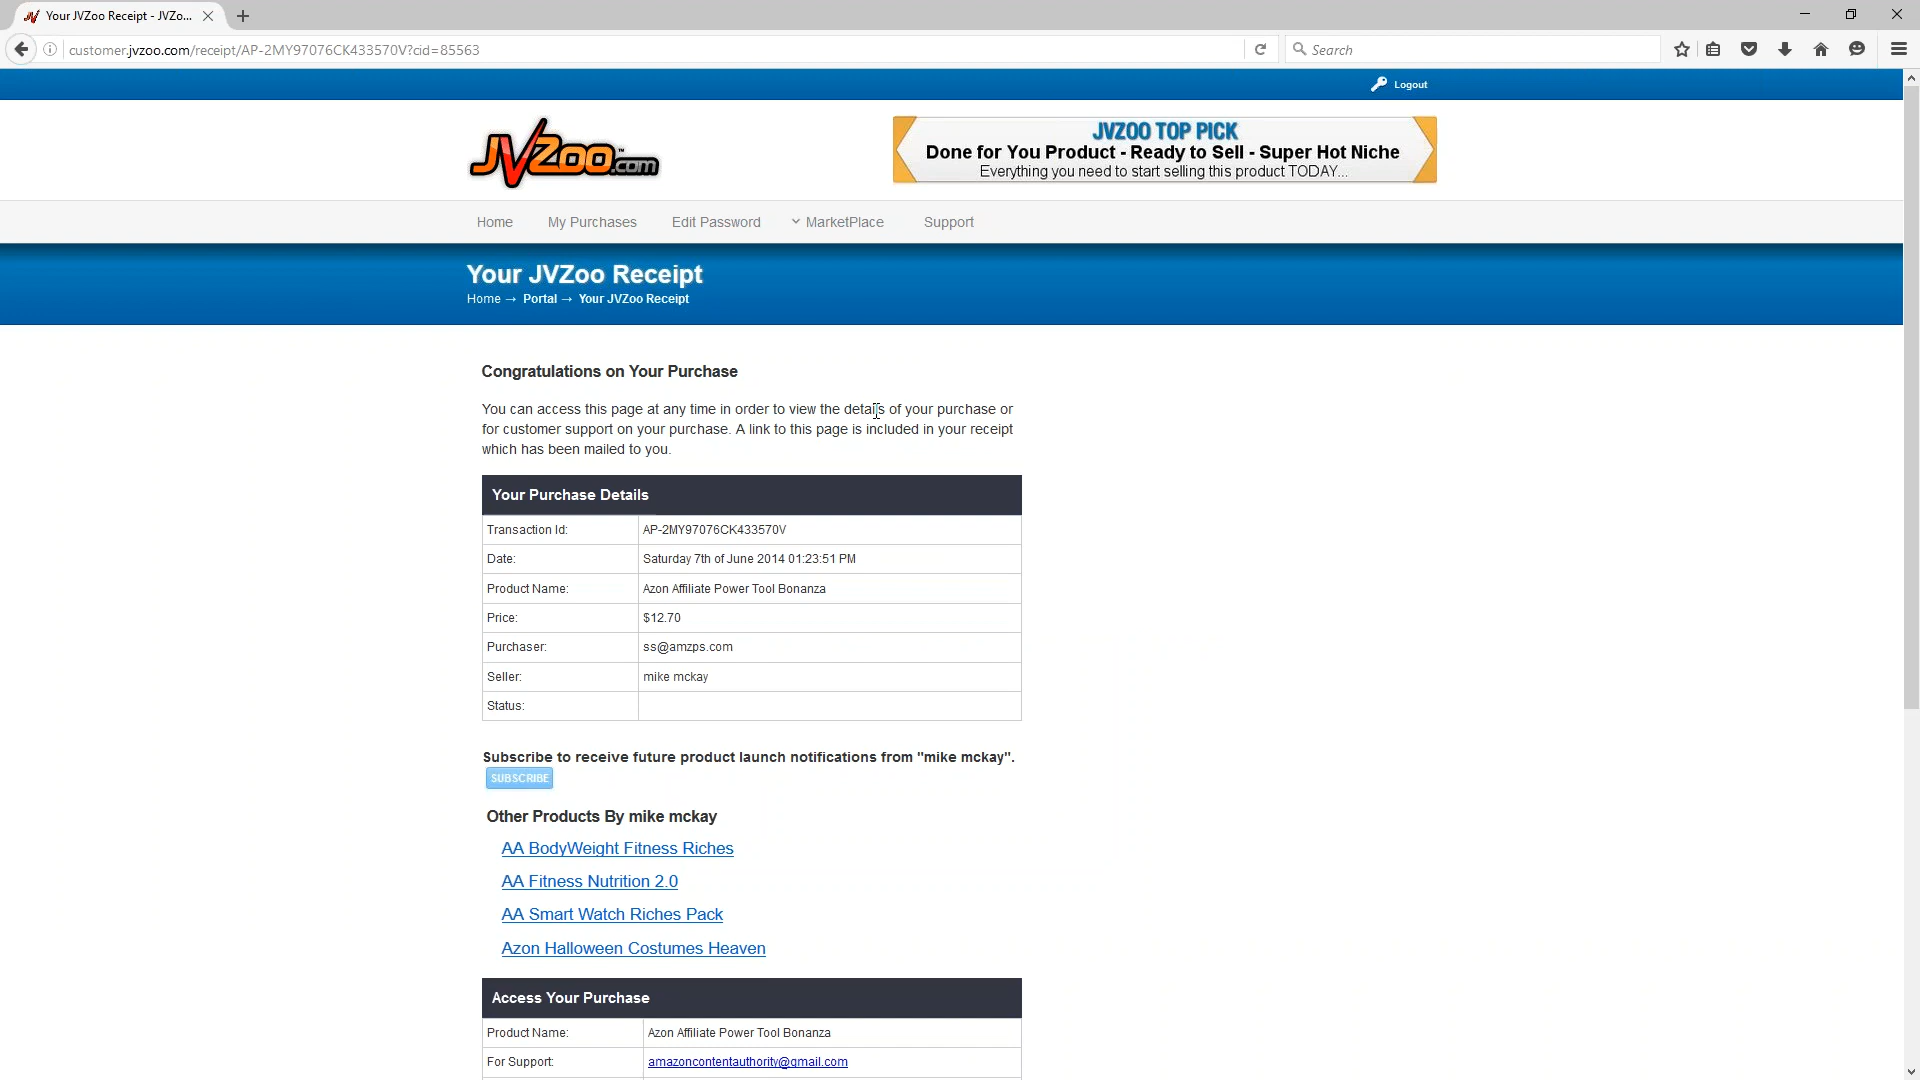 Your JVZoo Receipt - JVZo...
customer.jvzoo.com/receipt/AP-2MY97076CK433570V?cid=85563
Search
Logout
JVZoo.com™
JVZOO TOP PICK
Done for You Product - Ready to Sell - Super Hot Niche
Everything you need to start selling this product TODAY...
Home My Purchases Edit Password MarketPlace Support
Your JVZoo Receipt
Home → Portal → Your JVZoo Receipt
Congratulations on Your Purchase
You can access this page at any time in order to view the details of your purchase or
for customer support on your purchase. A link to this page is included in your receipt
which has been mailed to you.
Your Purchase Details
Transaction Id: AP-2MY97076CK433570V
Date: Saturday 7th of June 2014 01:23:51 PM
Product Name: Azon Affiliate Power Tool Bonanza
Price: $12.70
Purchaser: ss@amzps.com
Seller: mike mckay
Status:
Subscribe to receive future product launch notifications from "mike mckay".
SUBSCRIBE
Other Products By mike mckay
AA BodyWeight Fitness Riches
AA Fitness Nutrition 2.0
AA Smart Watch Riches Pack
Azon Halloween Costumes Heaven
Access Your Purchase
Product Name: Azon Affiliate Power Tool Bonanza
For Support: amazoncontentauthority@gmail.com